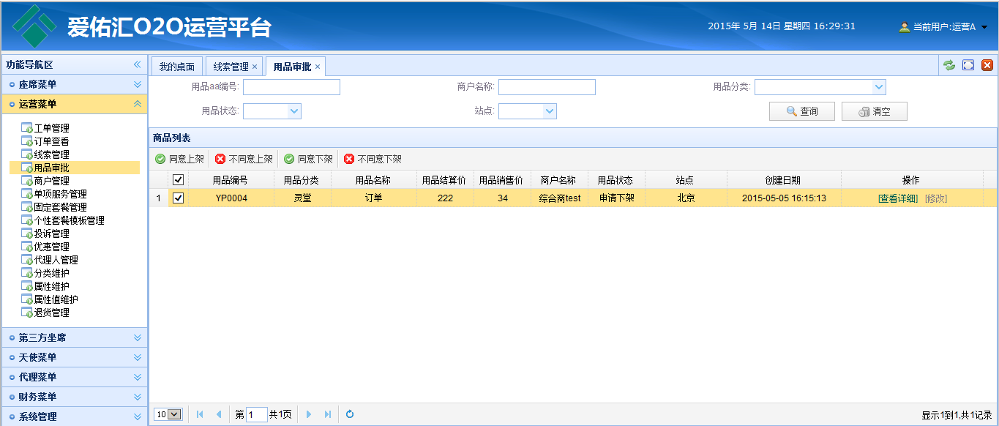 爱佑汇O2O运营平台
2015年 5月 14日 星期四 16:29:31
当前用户:运营A
功能导航区
座席菜单
运营菜单
工单管理
订单查看
线索管理
用品审批
商户管理
单项服务管理
固定套餐管理
个性套餐模板管理
投诉管理
优惠管理
代理人管理
分类维护
属性维护
属性值维护
退货管理
第三方坐席
天使菜单
代理菜单
财务菜单
系统管理
我的桌面 线索管理 用品审批
用品aa编号: 商户名称: 用品分类:
用品状态: 站点: 查询 清空
商品列表
同意上架 不同意上架 同意下架 不同意下架
用品编号 用品分类 用品名称 用品结算价 用品销售价 商户名称 用品状态 站点 创建日期 操作
1 YP0004 灵堂 订单 222 34 综合商test 申请下架 北京 2015-05-05 16:15:13 [查看详细] [修改]
10 第 1 共1页 显示1到1,共1记录